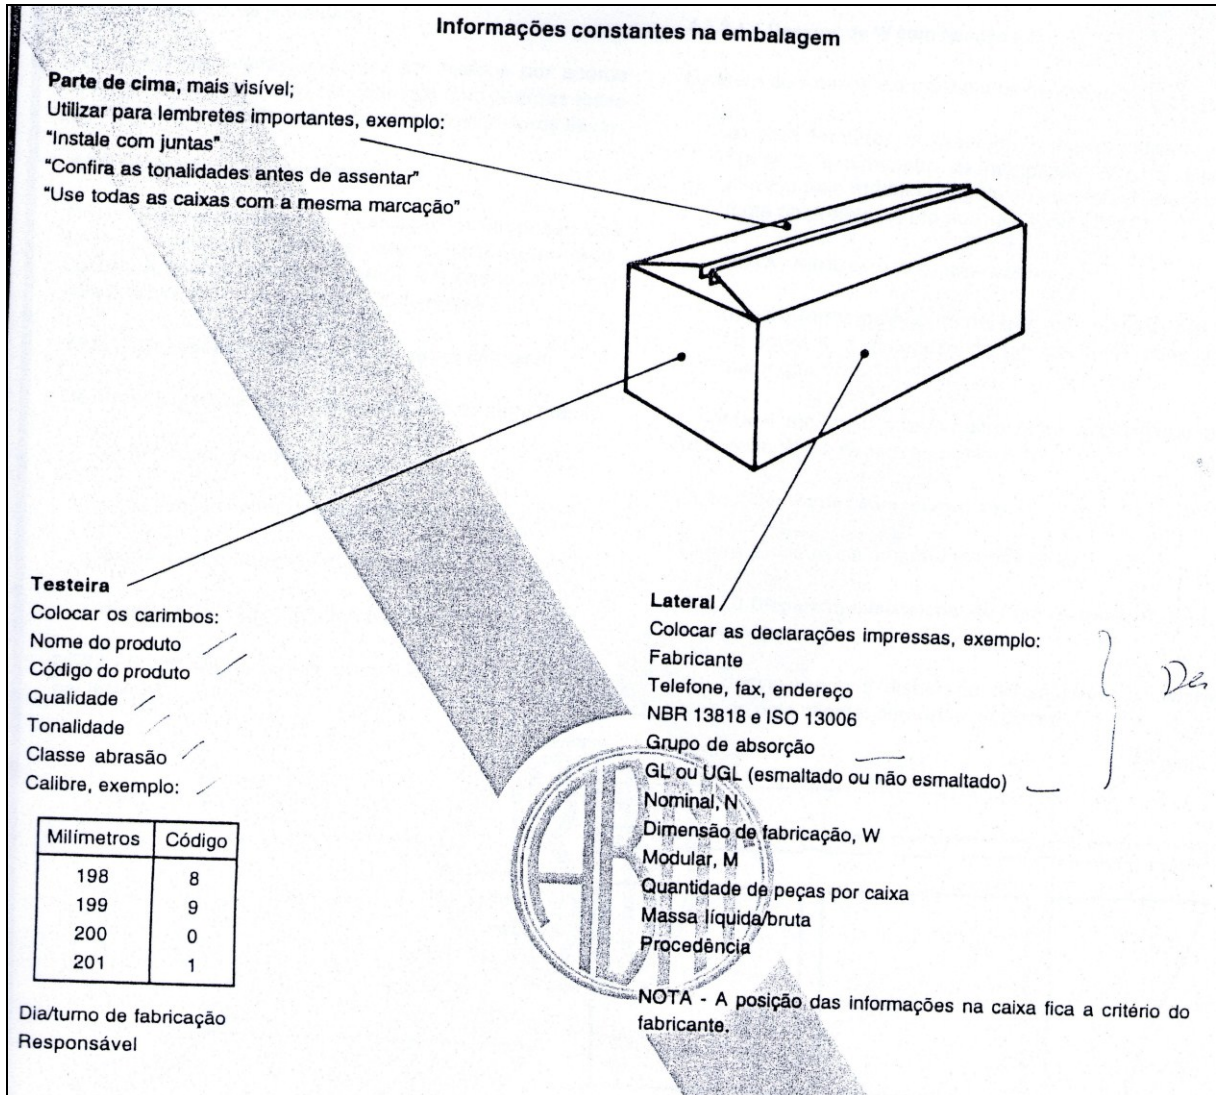 Informações constantes na embalagem
Parte de cima, mais visível;
Utilizar para lembretes importantes, exemplo:
"Instale com juntas"
"Confira as tonalidades antes de assentar"
"Use todas as caixas com a mesma marcação"
Testeira
Colocar os carimbos:
Nome do produto
Código do produto
Qualidade
Tonalidade
Classe abrasão
Calibre, exemplo:
Milímetros Código
198 8
199 9
200 0
201 1
Dia/turno de fabricação
Responsável
Lateral
Colocar as declarações impressas, exemplo:
Fabricante
Telefone, fax, endereço
NBR 13818 e ISO 13006
Grupo de absorção
GL ou UGL (esmaltado ou não esmaltado)
Nominal, N
Dimensão de fabricação, W
Modular, M
Quantidade de peças por caixa
Massa líquida/bruta
Procedência
NOTA - A posição das informações na caixa fica a critério do
fabricante.
ABNT